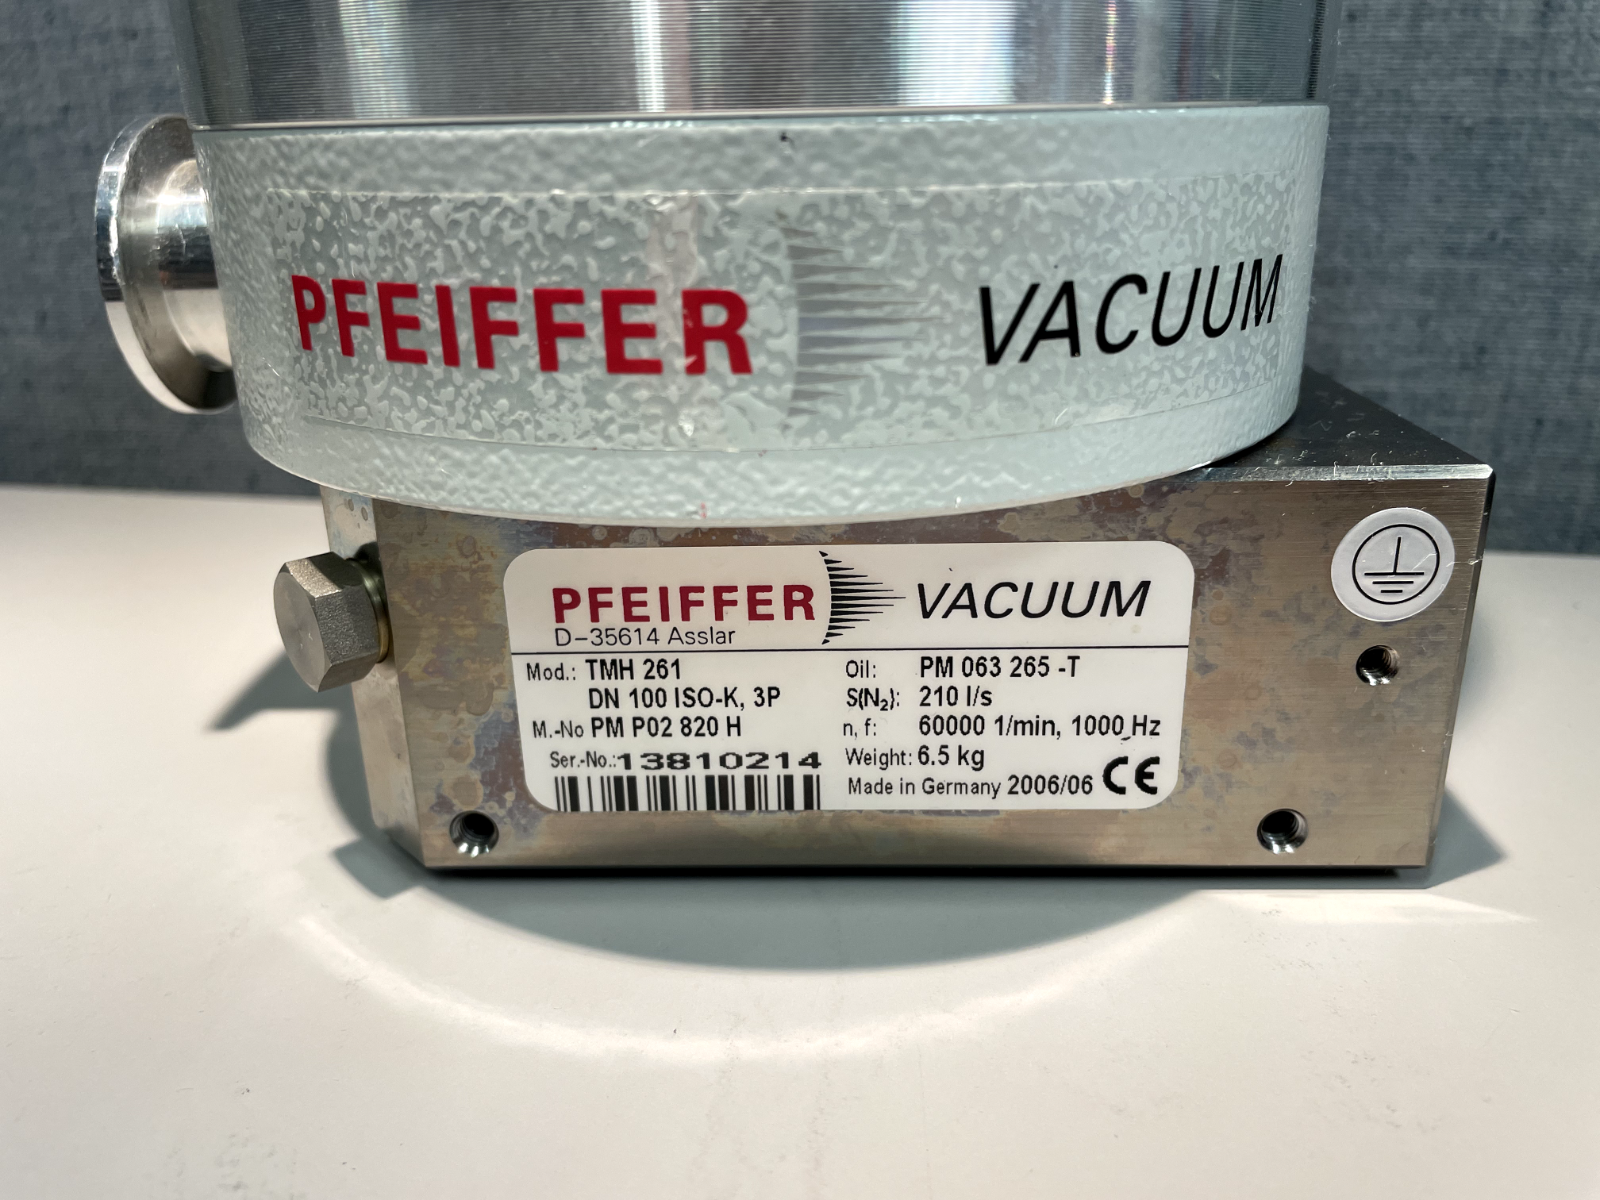 PFEIFFER VACUUM
PFEIFFER VACUUM
D-35614 Asslar
Mod.: TMH 261
DN 100 ISO-K, 3P
M.-No PM P02 820 H
Ser.-No.: 13810214
Oil: PM 063 265 -T
S(N₂): 210 l/s
n, f: 60000 1/min, 1000 Hz
Weight: 6.5 kg
Made in Germany 2006/06 CE